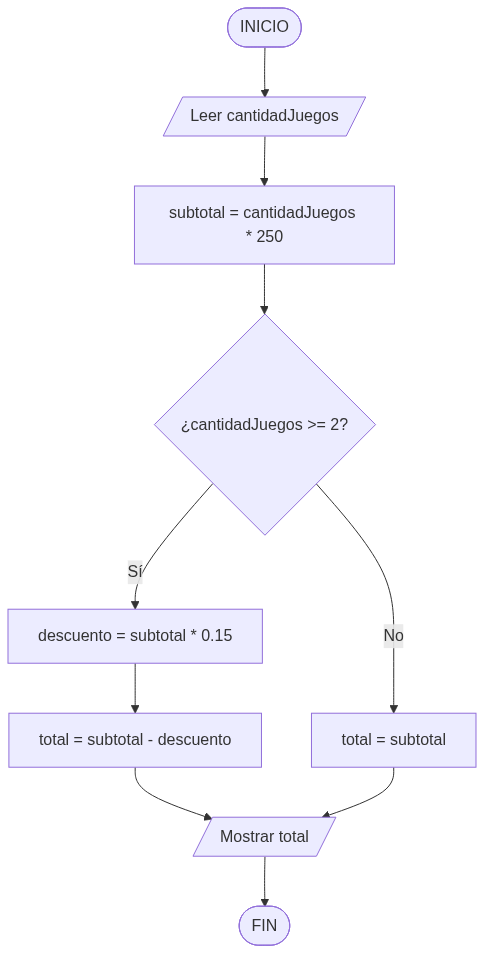 INICIO
Leer cantidadJuegos
subtotal = cantidadJuegos
* 250
¿cantidadJuegos >= 2?
Sí
descuento = subtotal * 0.15
No
total = subtotal - descuento
total = subtotal
Mostrar total
FIN